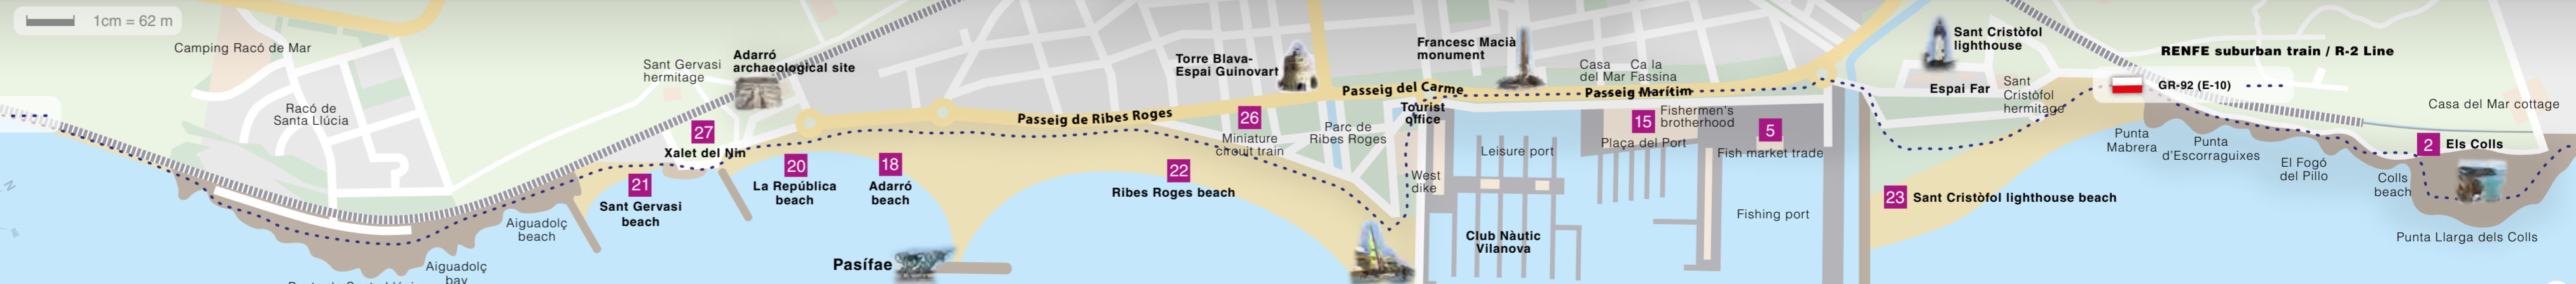 1cm = 62 m
Camping Racó de Mar
Racó de
Santa Llúcia
Sant Gervasi
hermitage
Adarró
archaeological site
27
Xalet del Nin
21
Sant Gervasi
beach
Aiguadolç
beach
Aiguadolç
bay
20
La República
beach
18
Adarró
beach
Pasífae
Passeig de Ribes Roges
22
Ribes Roges beach
Torre Blava-
Espai Guinovart
26
Miniature
circuit train
Parc de
Ribes Roges
Passeig del Carme
Francesc Macià
monument
Tourist
office
West
dike
Leisure port
Club Nàutic
Vilanova
Casa
del Mar
Ca la
Fassina
Passeig Marítim
15
Plaça del Port
Fishermen's
brotherhood
5
Fish market trade
Fishing port
Sant Cristòfol
lighthouse
Espai Far
Sant
Cristòfol
hermitage
23
Sant Cristòfol lighthouse beach
RENFE suburban train / R-2 Line
GR-92 (E-10)
Punta
Mabrera
Punta
d'Escorraguixes
El Fogó
del Pillo
Colls
beach
2
Els Colls
Casa del Mar cottage
Punta Llarga dels Colls